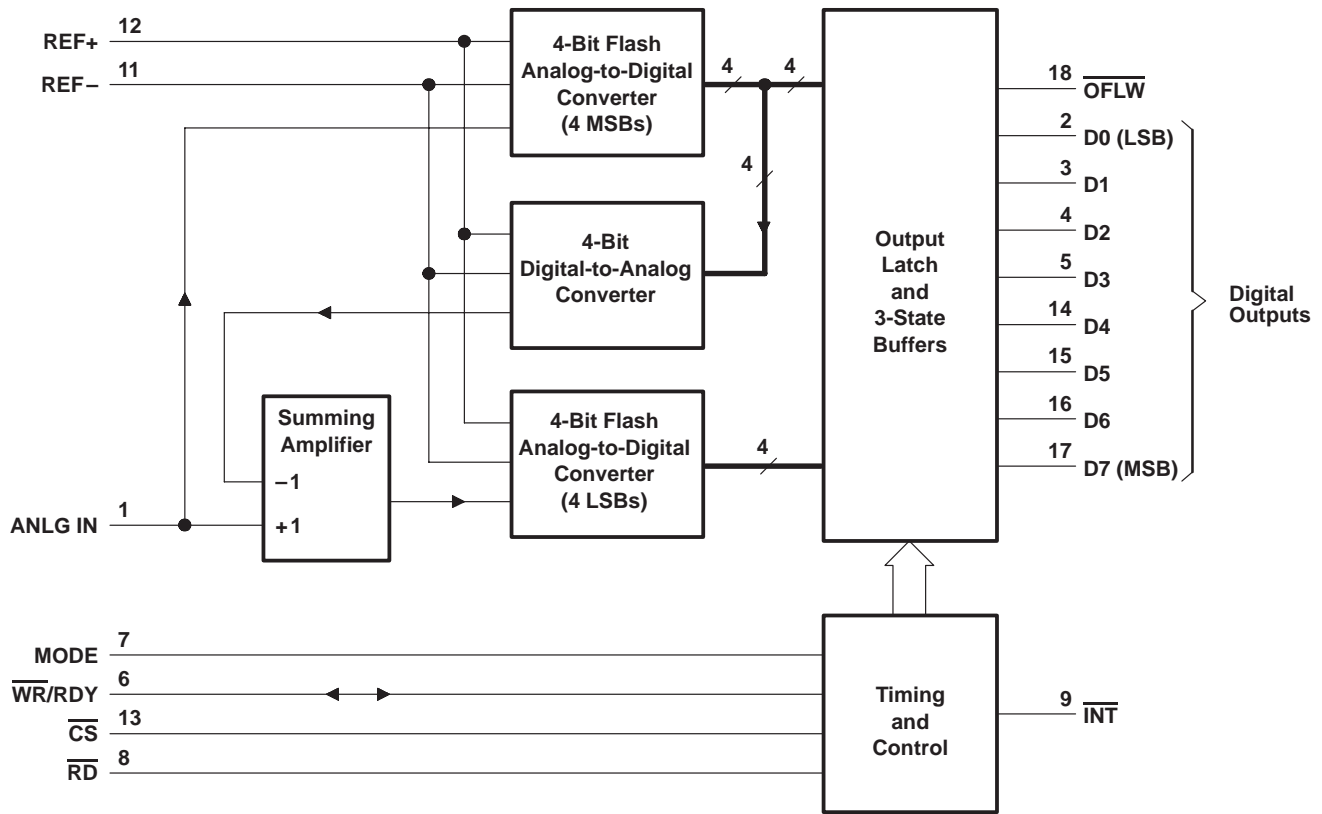 REF+
12
REF–
11
4-Bit Flash
Analog-to-Digital
Converter
(4 MSBs)
4
4
4
4-Bit
Digital-to-Analog
Converter
Summing
Amplifier
–1
+1
ANLG IN
1
4-Bit Flash
Analog-to-Digital
Converter
(4 LSBs)
4
Output
Latch
and
3-State
Buffers
18
OFLW
2
D0 (LSB)
3
D1
4
D2
5
D3
14
D4
15
D5
16
D6
17
D7 (MSB)
Digital
Outputs
MODE
7
WR/RDY
6
CS
13
RD
8
Timing
and
Control
9
INT